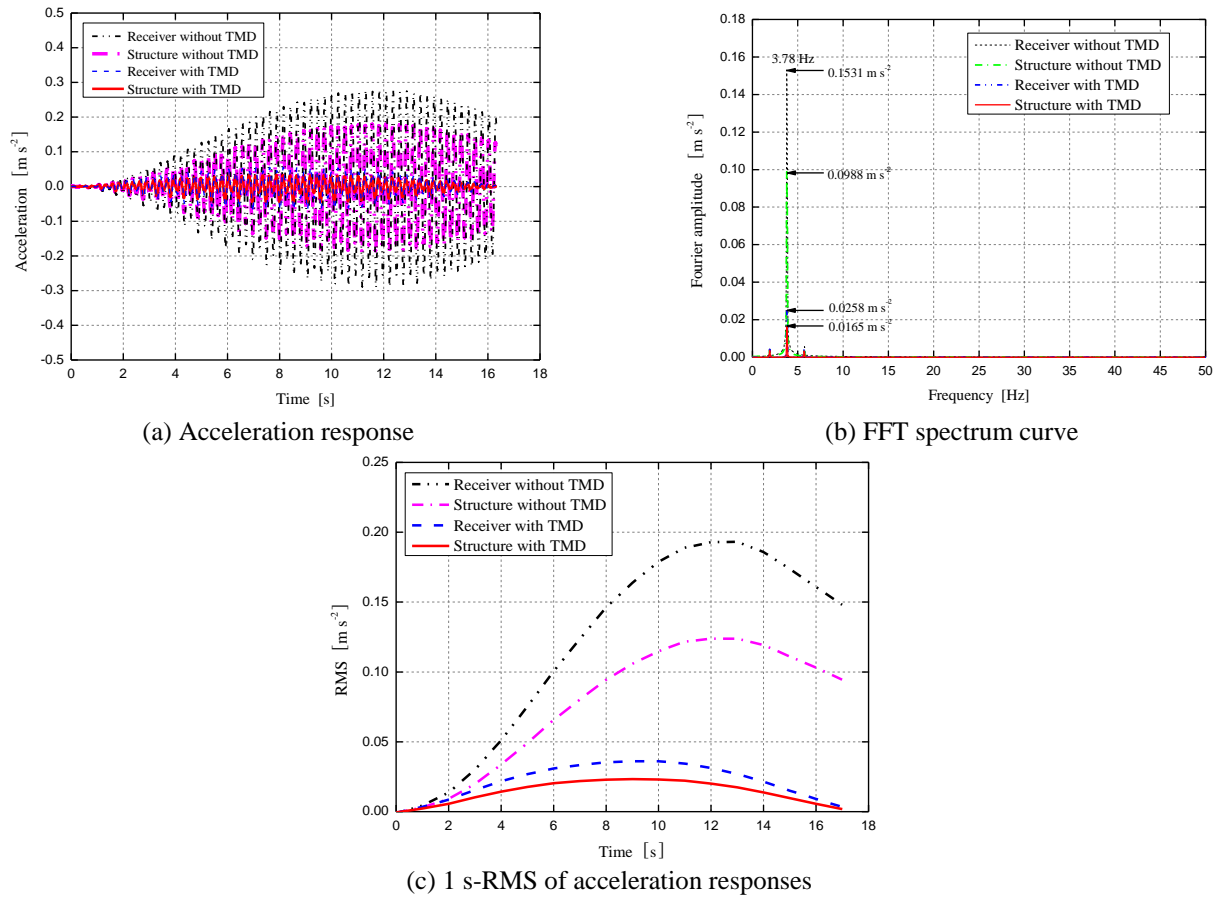 0.5
0.4
0.3
0.2
0.1
0.0
-0.1
-0.2
-0.3
-0.4
-0.5
Acceleration [m s-2]
Receiver without TMD
Structure without TMD
Receiver with TMD
Structure with TMD
0 2 4 6 8 10 12 14 16 18
Time [s]
(a) Acceleration response
0.18
0.16
0.14
0.12
0.10
0.08
0.06
0.04
0.02
0.00
Fourier amplitude [m s-2]
Receiver without TMD
Structure without TMD
Receiver with TMD
Structure with TMD
3.78 Hz
0.1531 m s-2
0.0988 m s-2
0.0258 m s-2
0.0165 m s-2
0 5 10 15 20 25 30 35 40 45 50
Frequency [Hz]
(b) FFT spectrum curve
0.25
0.20
0.15
0.10
0.05
0.00
RMS [m s-2]
Receiver without TMD
Structure without TMD
Receiver with TMD
Structure with TMD
0 2 4 6 8 10 12 14 16 18
Time [s]
(c) 1 s-RMS of acceleration responses